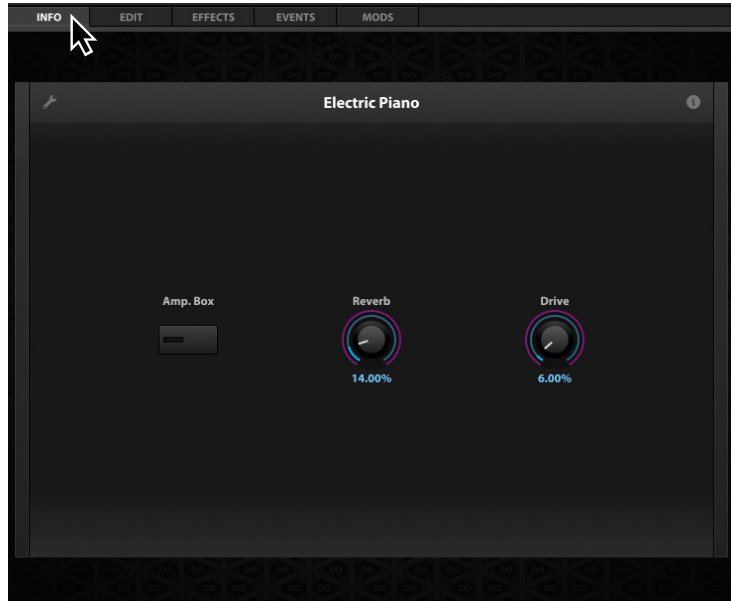 INFO EDIT EFFECTS EVENTS MODS
Electric Piano
Amp. Box Reverb Drive
14.00% 6.00%